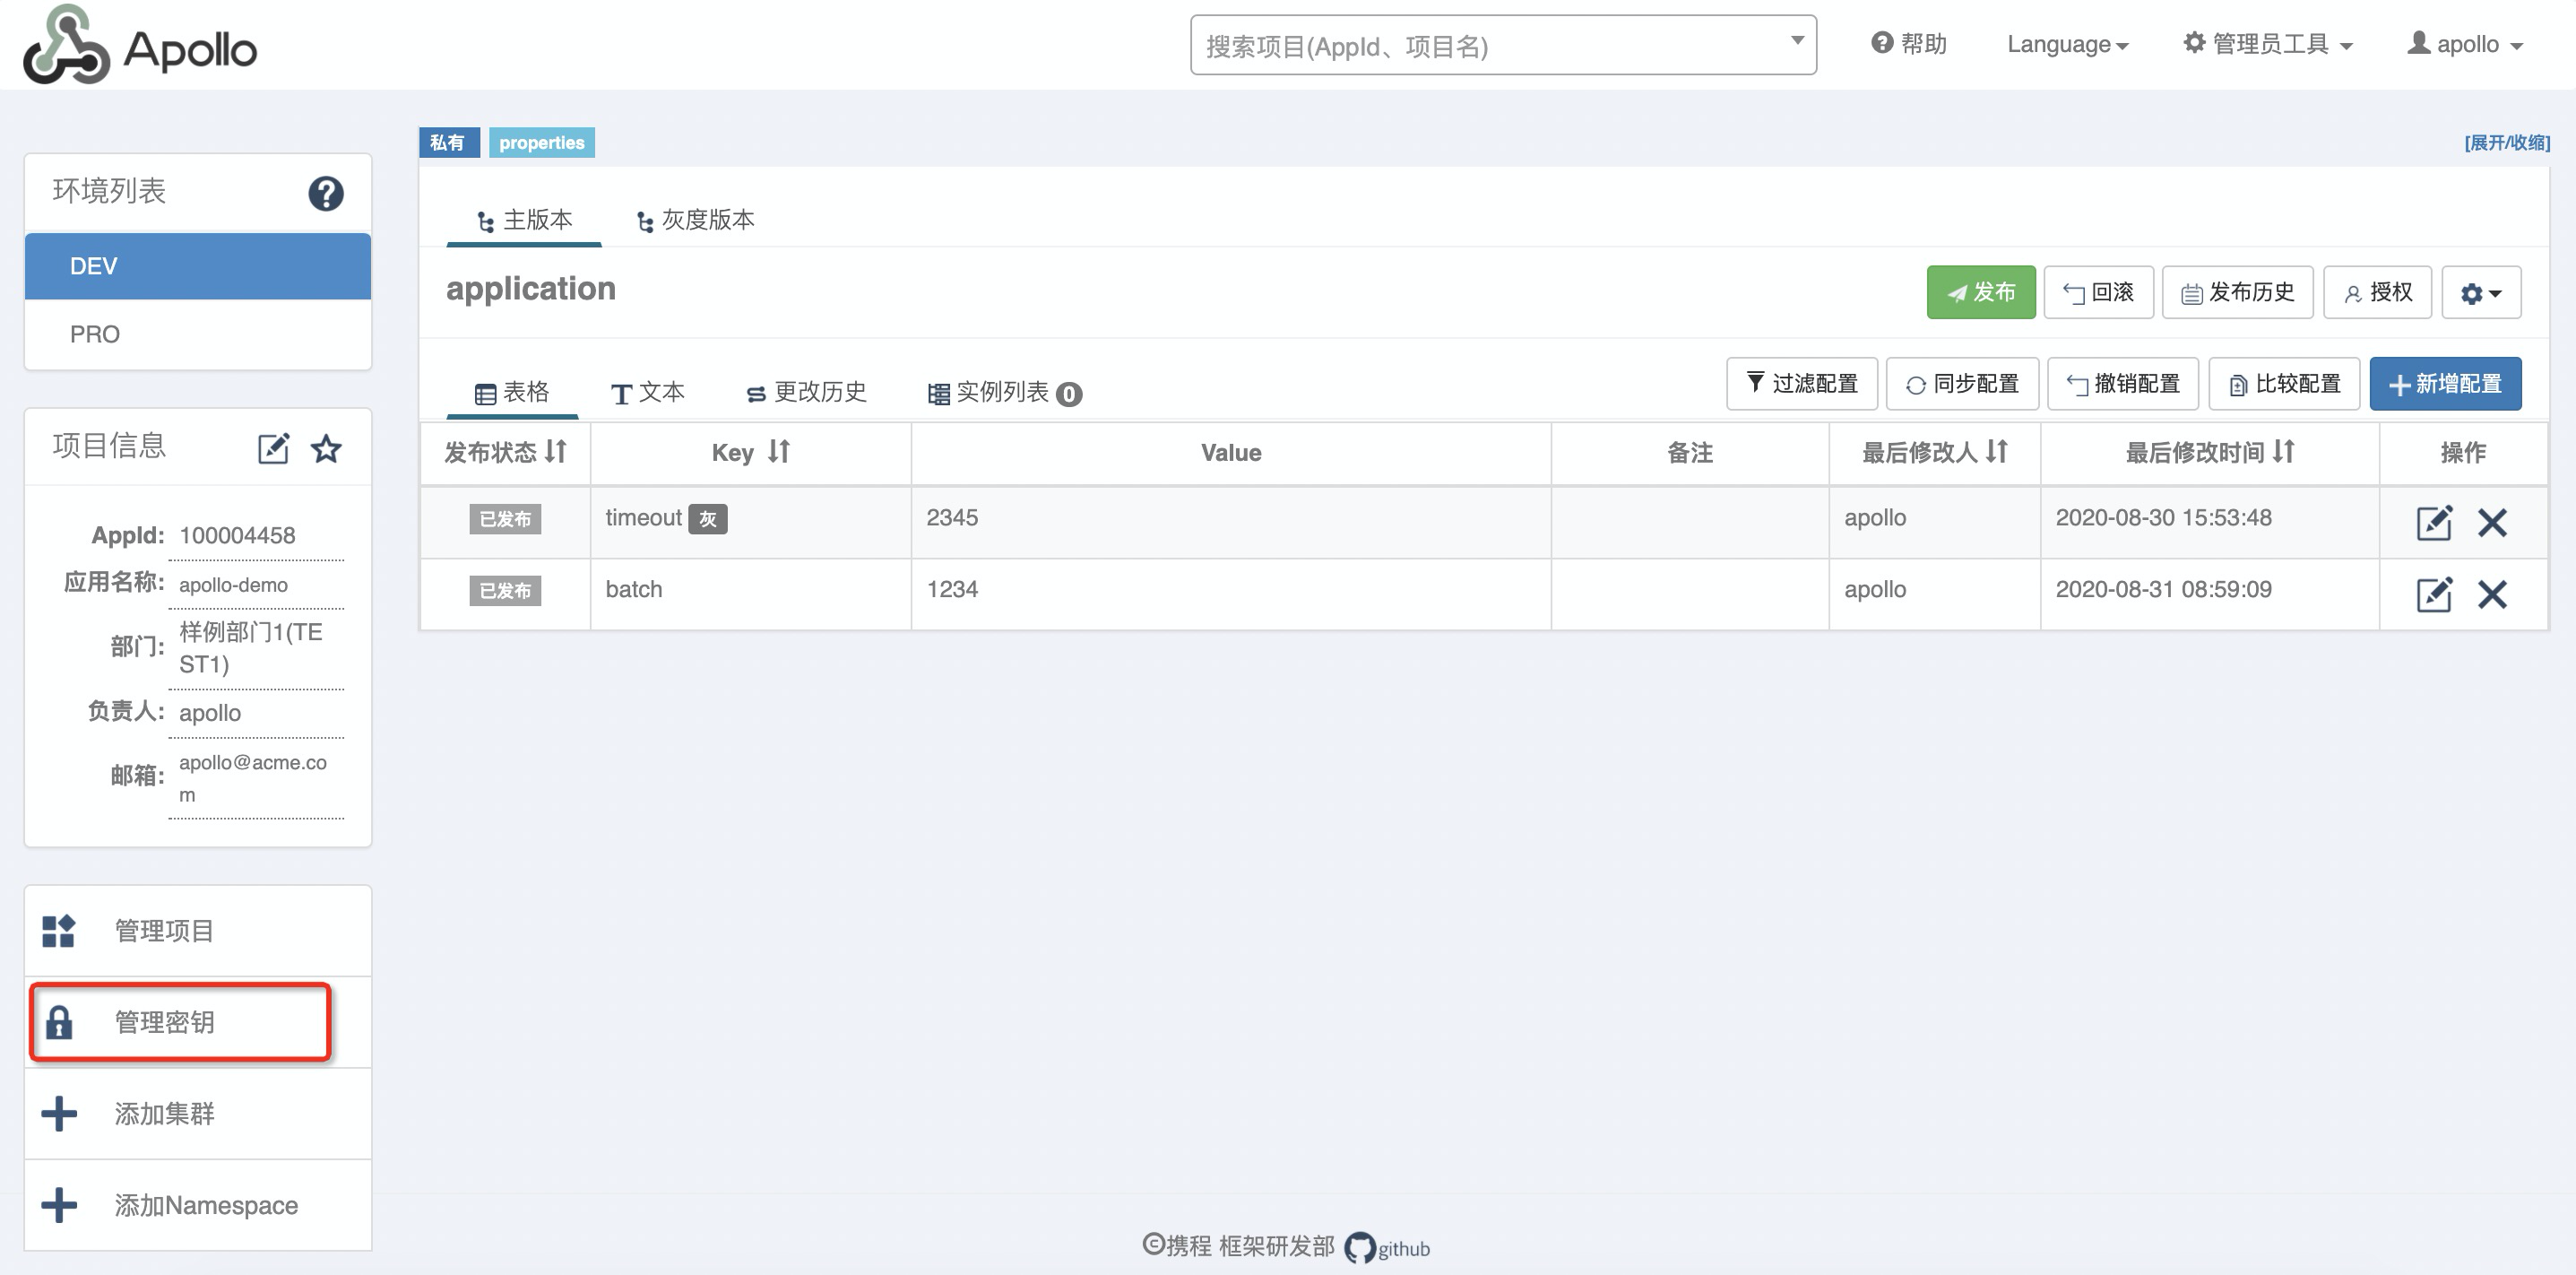 Apollo
搜索项目(AppId、项目名)
帮助
Language
管理员工具
apollo
私有
properties
[展开/收缩]
环境列表
DEV
PRO
项目信息
AppId: 100004458
应用名称: apollo-demo
部门: 样例部门1(TE
ST1)
负责人: apollo
邮箱: apollo@acme.co
m
管理项目
管理密钥
添加集群
添加Namespace
主版本
灰度版本
application
发布
回滚
发布历史
授权
表格
文本
更改历史
实例列表 0
过滤配置
同步配置
撤销配置
比较配置
新增配置
发布状态 Key Value 备注 最后修改人 最后修改时间 操作
已发布 timeout 灰 2345 apollo 2020-08-30 15:53:48
已发布 batch 1234 apollo 2020-08-31 08:59:09
©携程 框架研发部 github